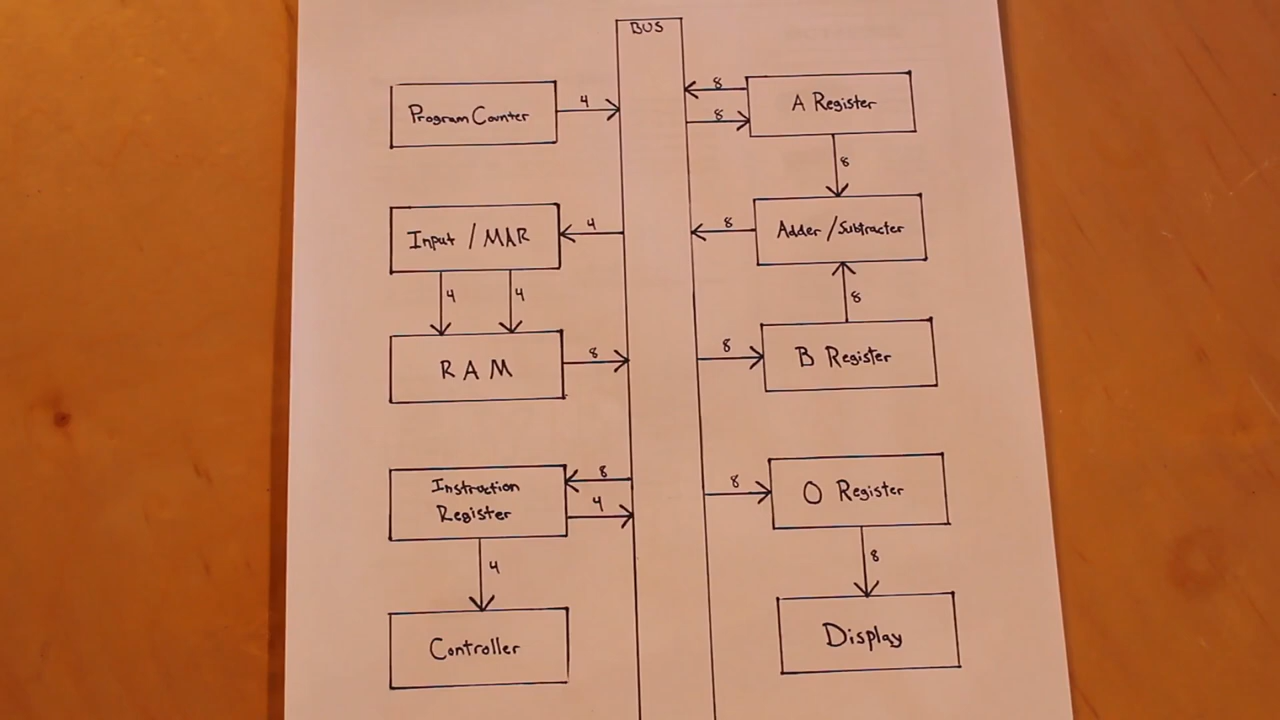 BUS
Program Counter
4
8
8
A Register
8
Input / MAR
4
8
Adder / Subtracter
4
4
8
RAM
8
8
B Register
Instruction
Register
8
4
8
O Register
4
8
Controller
Display